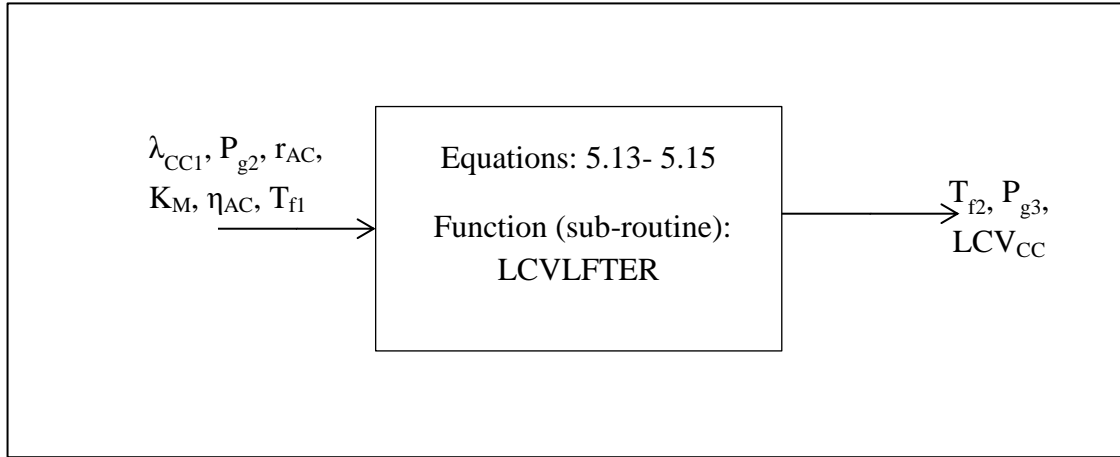 λCC1, Pg2, rAC,
KM, ηAC, Tf1
Equations: 5.13- 5.15
Function (sub-routine):
LCVLFTER
Tf2, Pg3,
LCVCC